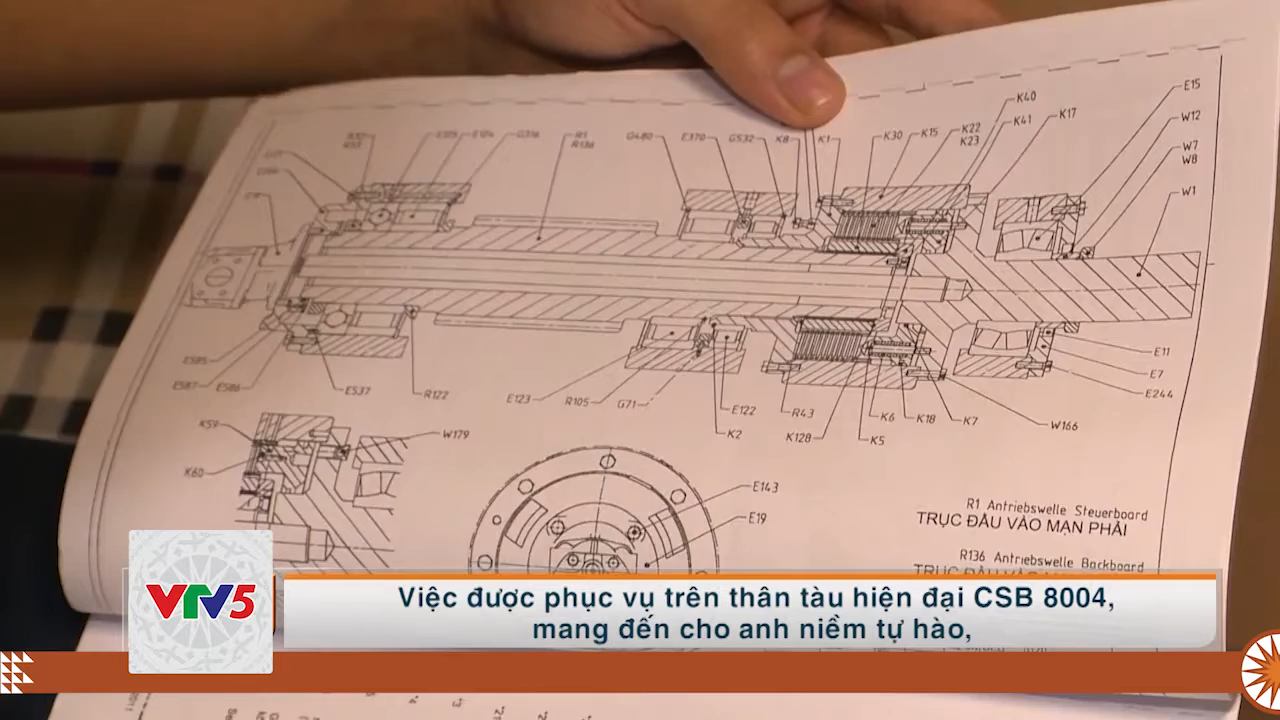 E105 E104 G316 R1 G480 E370 G532 K8 K1 K30 K15 K22 K40 K41 K17 E15
R136 K23 W12
W7
W8
W1
E585
E587 E586 E537 R122 E123 R105 G71 E122 R43 K6 K18 K7 W166 E11
E7
E244
K2 K128 K5
K59 W179
K60
E143
E19
R1 Antriebswelle Steuerboard
TRỤC ĐẦU VÀO MẠN PHẢI
R136 Antriebswelle Backboard
VTV5
Việc được phục vụ trên thân tàu hiện đại CSB 8004,
mang đến cho anh niềm tự hào,